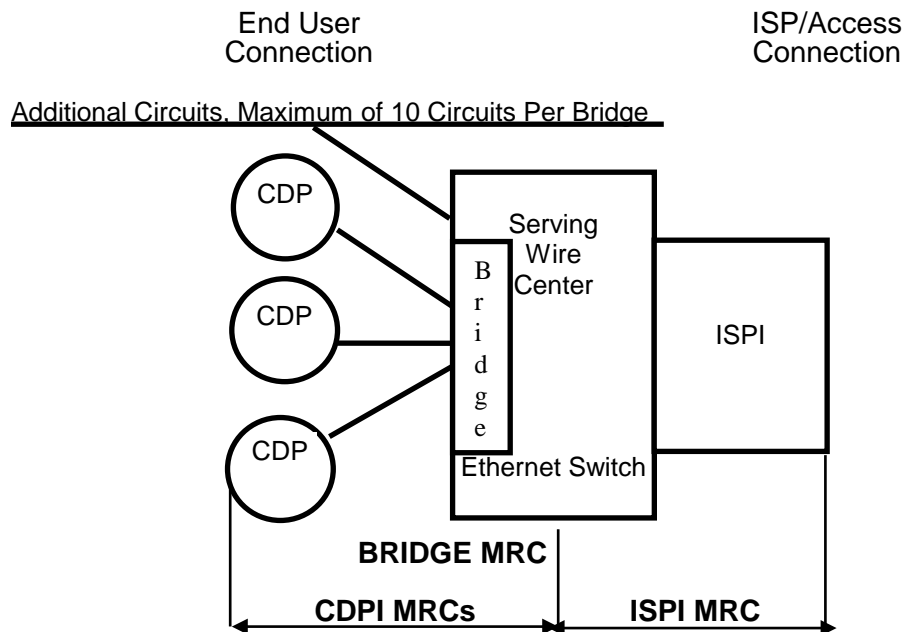 End User
Connection
ISP/Access
Connection
Additional Circuits, Maximum of 10 Circuits Per Bridge
CDP
CDP
CDP
Serving
Wire
Center
B
r
i
d
g
e
Ethernet Switch
ISPI
BRIDGE MRC
CDPI MRCs
ISPI MRC